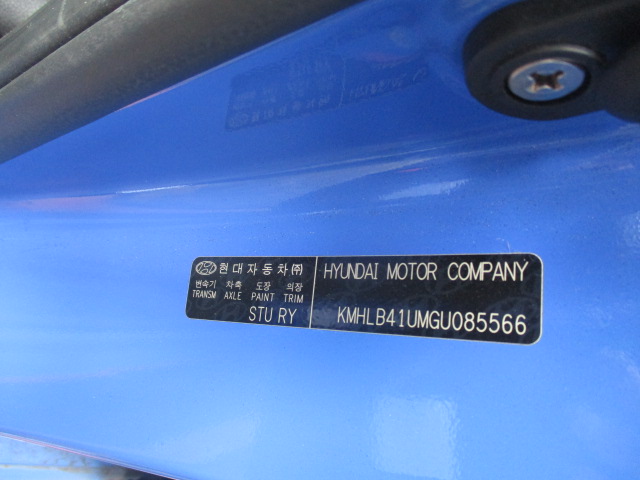 현대자동차㈜ HYUNDAI MOTOR COMPANY
변속기 차축 도장 의장
TRANSM AXLE PAINT TRIM
STU RY KMHLB41UMGU085566